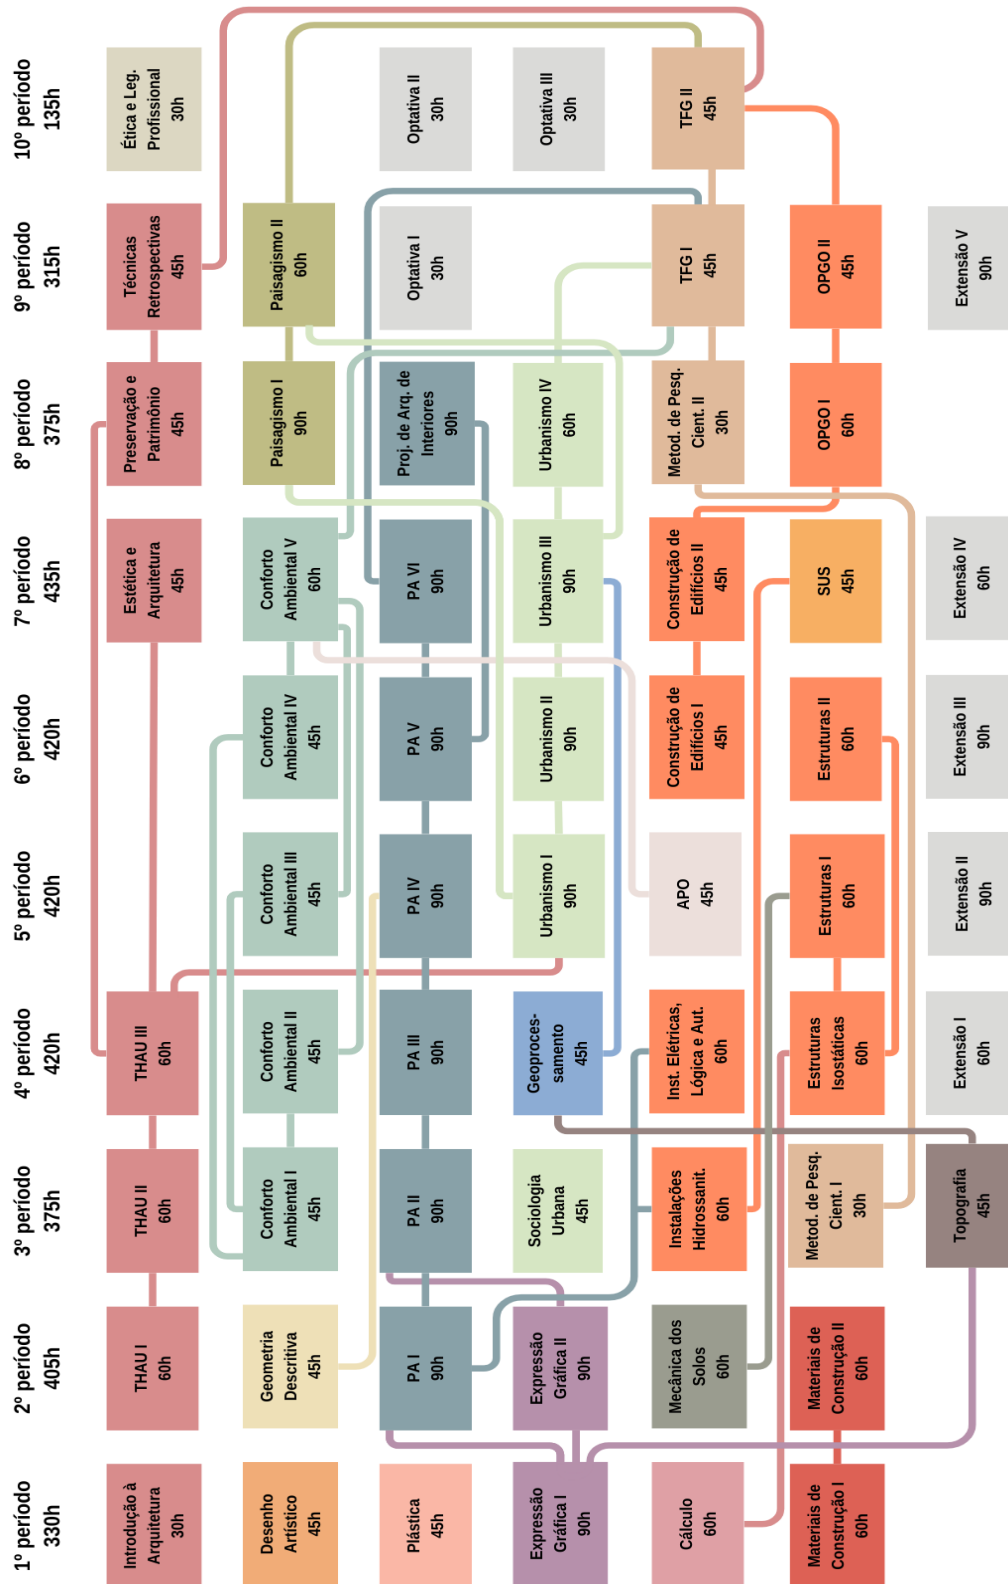 1º período
330h
Introdução à
Arquitetura
30h
Desenho
Artístico
45h
Plástica
45h
Expressão
Gráfica I
90h
Cálculo
60h
Materiais de
Construção I
60h
2º período
405h
THAU I
60h
Geometria
Descritiva
45h
PA I
90h
Expressão
Gráfica II
90h
Mecânica dos
Solos
60h
Materiais de
Construção II
60h
3º período
375h
THAU II
60h
Conforto
Ambiental I
45h
PA II
90h
Sociologia
Urbana
45h
Instalações
Hidrossanit.
60h
Metod. de Pesq.
Cient. I
30h
Topografia
45h
4º período
420h
THAU III
60h
Conforto
Ambiental II
45h
PA III
90h
Geoproces-
samento
45h
Inst. Elétricas,
Lógica e Aut.
60h
Estruturas
Isostáticas
60h
Extensão I
60h
5º período
420h
Conforto
Ambiental III
45h
PA IV
90h
Urbanismo I
90h
APO
45h
Estruturas I
60h
Extensão II
90h
6º período
420h
Conforto
Ambiental IV
45h
PA V
90h
Urbanismo II
90h
Construção de
Edifícios I
45h
Estruturas II
60h
Extensão III
90h
7º período
435h
Estética e
Arquitetura
45h
Conforto
Ambiental V
60h
PA VI
90h
Urbanismo III
90h
Construção de
Edifícios II
45h
SUS
45h
Extensão IV
60h
8º período
375h
Preservação e
Patrimônio
45h
Paisagismo I
90h
Proj. de Arq. de
Interiores
90h
Urbanismo IV
60h
Metod. de Pesq.
Cient. II
30h
OPGO I
60h
9º período
315h
Técnicas
Retrospectivas
45h
Paisagismo II
60h
Optativa I
30h
TFG I
45h
OPGO II
45h
Extensão V
90h
10º período
135h
Ética e Leg.
Profissional
30h
Optativa II
30h
Optativa III
30h
TFG II
45h